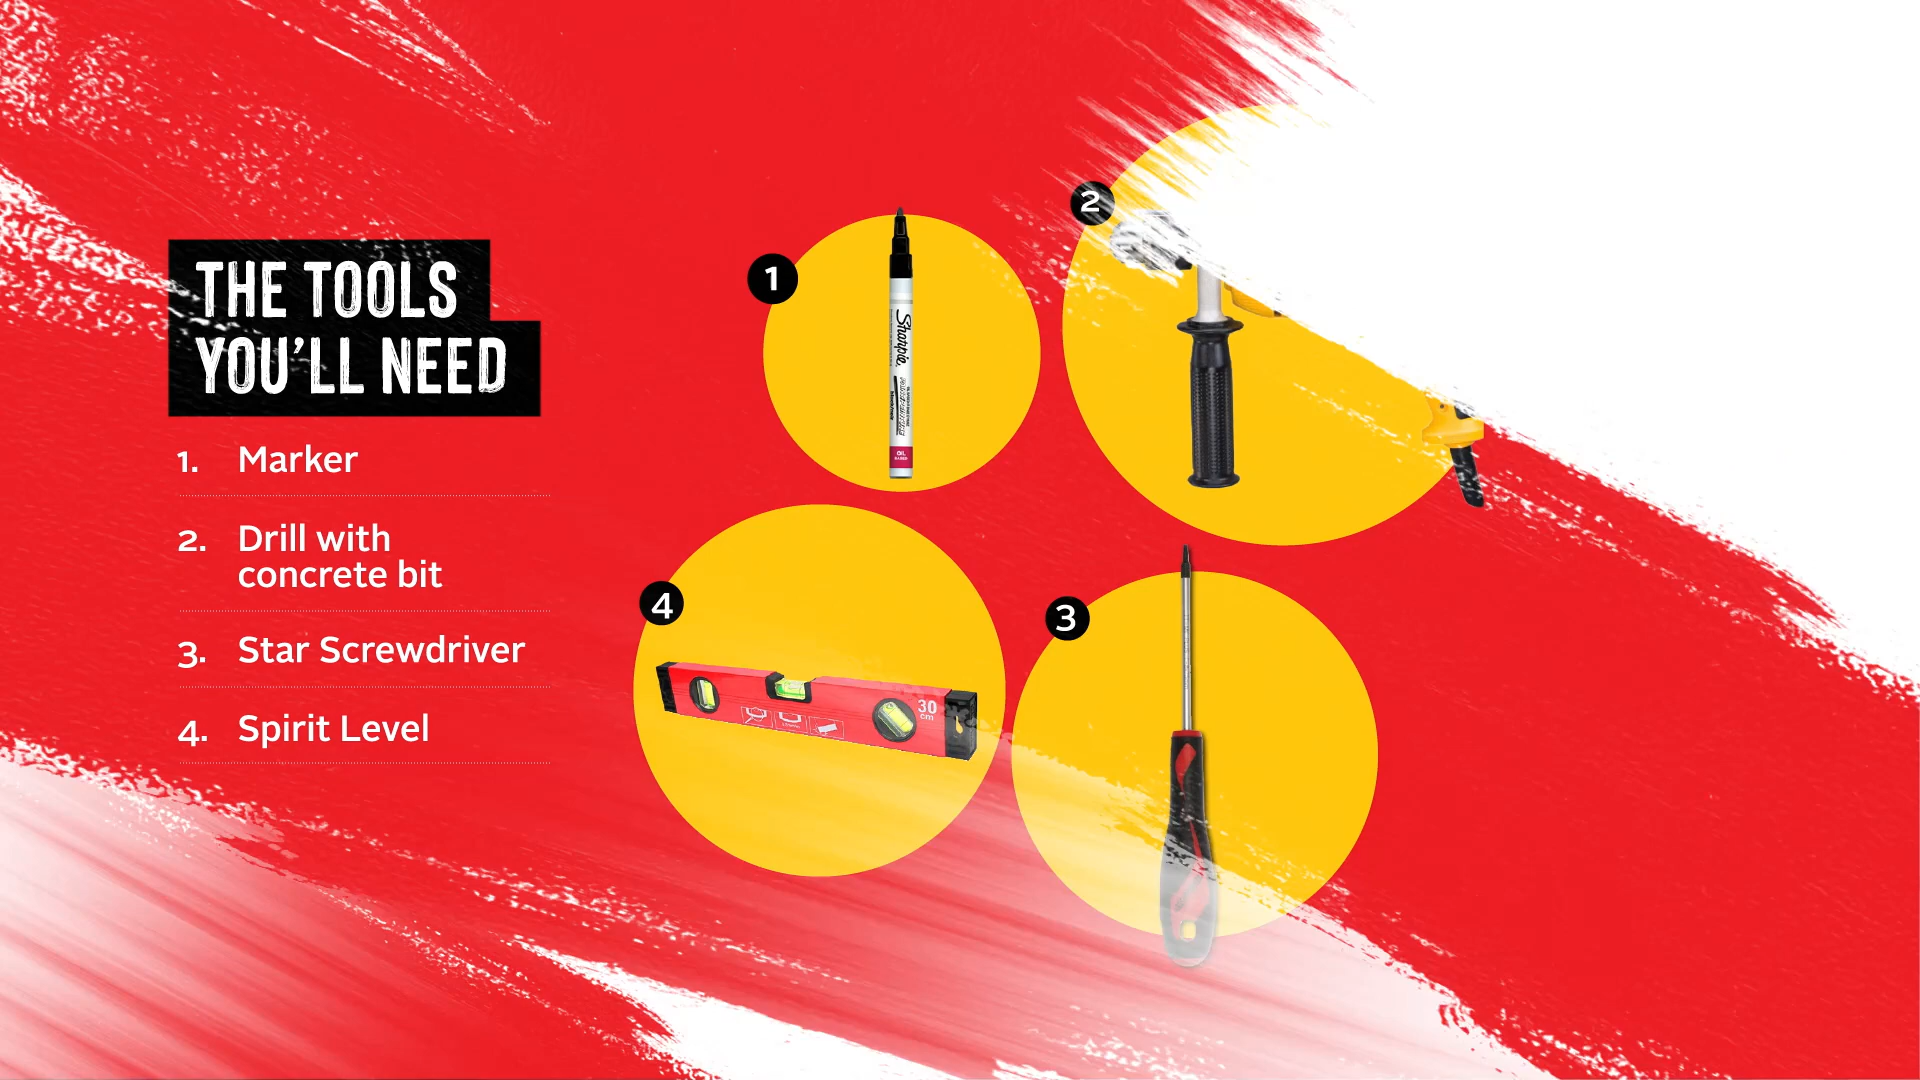 THE TOOLS
YOU'LL NEED
1. Marker
2. Drill with
concrete bit
3. Star Screwdriver
4. Spirit Level
1
Sharpie
OIL
2
4
30
cm
3